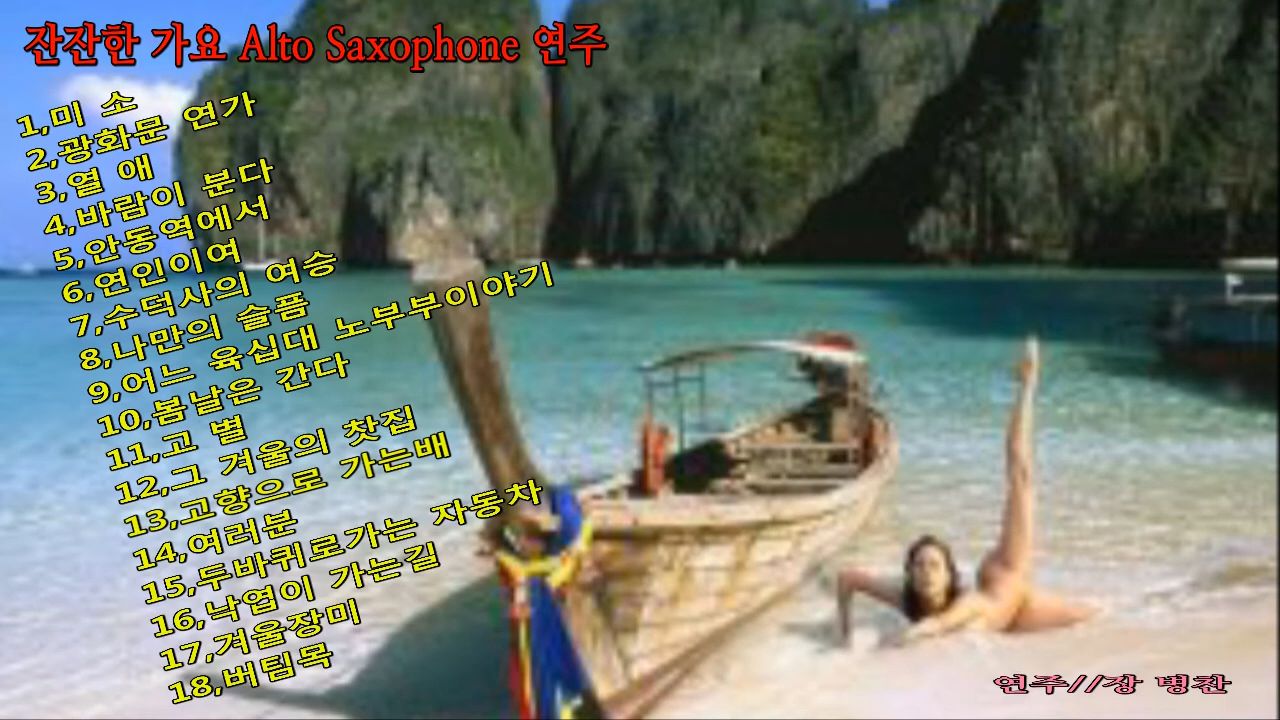 잔잔한 가요 Alto Saxophone 연주
1,미 소
2,광화문 연가
3,열 애
4,바람이 분다
5,안동역에서
6,연인이여
7,수덕사의 여승
8,나만의 슬픔
9,어느 육십대 노부부이야기
10,봄날은 간다
11,고 별
12,그 겨울의 찻집
13,고향으로 가는배
14,여러분
15,두바퀴로가는 자동차
16,낙엽이 가는길
17,겨울장미
18,버팀목
연주//장 병찬